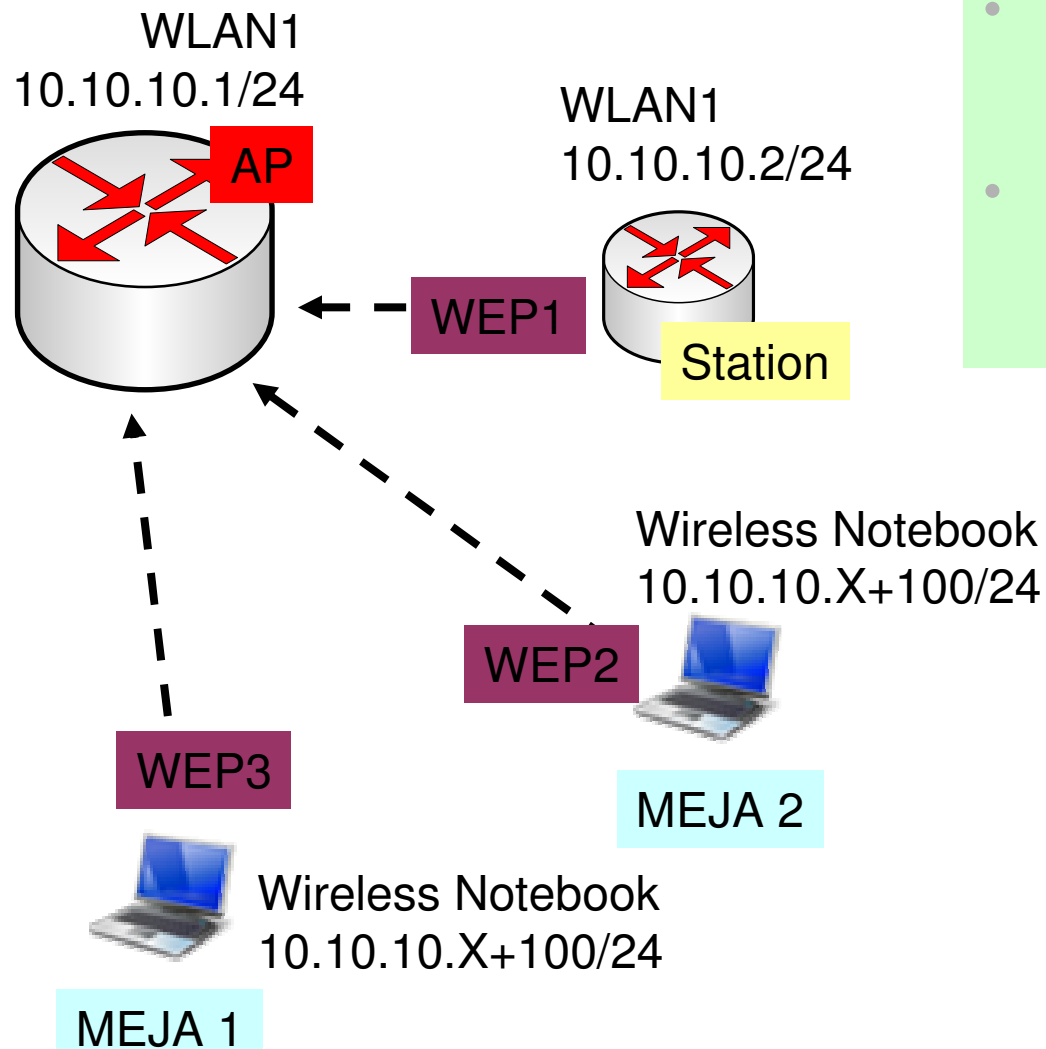 WLAN1
10.10.10.1/24
AP
WLAN1
10.10.10.2/24
WEP1
Station
Wireless Notebook
10.10.10.X+100/24
WEP2
MEJA 2
WEP3
Wireless Notebook
10.10.10.X+100/24
MEJA 1